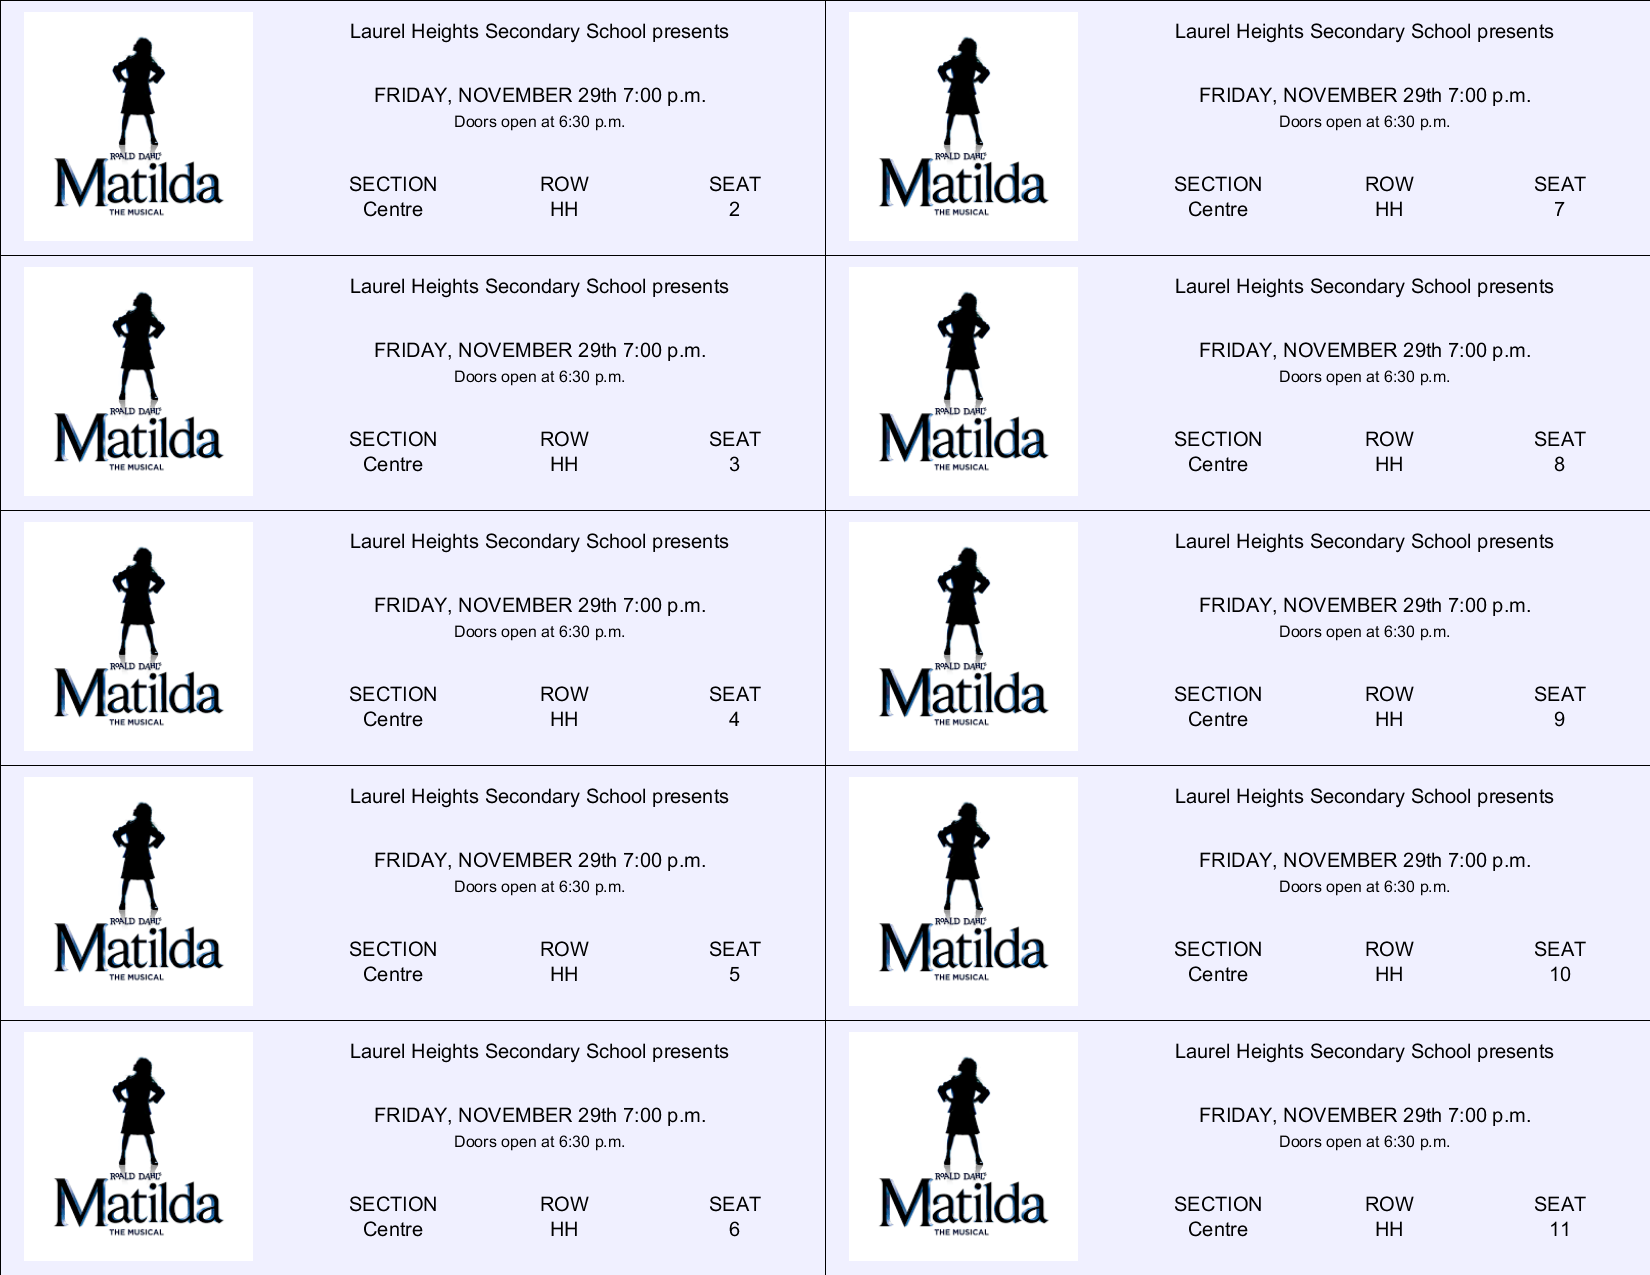 Laurel Heights Secondary School presents
FRIDAY, NOVEMBER 29th 7:00 p.m.
Doors open at 6:30 p.m.
ROALD DAHL'S
Matilda
THE MUSICAL
SECTION ROW SEAT
Centre HH 2
Laurel Heights Secondary School presents
FRIDAY, NOVEMBER 29th 7:00 p.m.
Doors open at 6:30 p.m.
ROALD DAHL'S
Matilda
THE MUSICAL
SECTION ROW SEAT
Centre HH 7
Laurel Heights Secondary School presents
FRIDAY, NOVEMBER 29th 7:00 p.m.
Doors open at 6:30 p.m.
ROALD DAHL'S
Matilda
THE MUSICAL
SECTION ROW SEAT
Centre HH 3
Laurel Heights Secondary School presents
FRIDAY, NOVEMBER 29th 7:00 p.m.
Doors open at 6:30 p.m.
ROALD DAHL'S
Matilda
THE MUSICAL
SECTION ROW SEAT
Centre HH 8
Laurel Heights Secondary School presents
FRIDAY, NOVEMBER 29th 7:00 p.m.
Doors open at 6:30 p.m.
ROALD DAHL'S
Matilda
THE MUSICAL
SECTION ROW SEAT
Centre HH 4
Laurel Heights Secondary School presents
FRIDAY, NOVEMBER 29th 7:00 p.m.
Doors open at 6:30 p.m.
ROALD DAHL'S
Matilda
THE MUSICAL
SECTION ROW SEAT
Centre HH 9
Laurel Heights Secondary School presents
FRIDAY, NOVEMBER 29th 7:00 p.m.
Doors open at 6:30 p.m.
ROALD DAHL'S
Matilda
THE MUSICAL
SECTION ROW SEAT
Centre HH 5
Laurel Heights Secondary School presents
FRIDAY, NOVEMBER 29th 7:00 p.m.
Doors open at 6:30 p.m.
ROALD DAHL'S
Matilda
THE MUSICAL
SECTION ROW SEAT
Centre HH 10
Laurel Heights Secondary School presents
FRIDAY, NOVEMBER 29th 7:00 p.m.
Doors open at 6:30 p.m.
ROALD DAHL'S
Matilda
THE MUSICAL
SECTION ROW SEAT
Centre HH 6
Laurel Heights Secondary School presents
FRIDAY, NOVEMBER 29th 7:00 p.m.
Doors open at 6:30 p.m.
ROALD DAHL'S
Matilda
THE MUSICAL
SECTION ROW SEAT
Centre HH 11